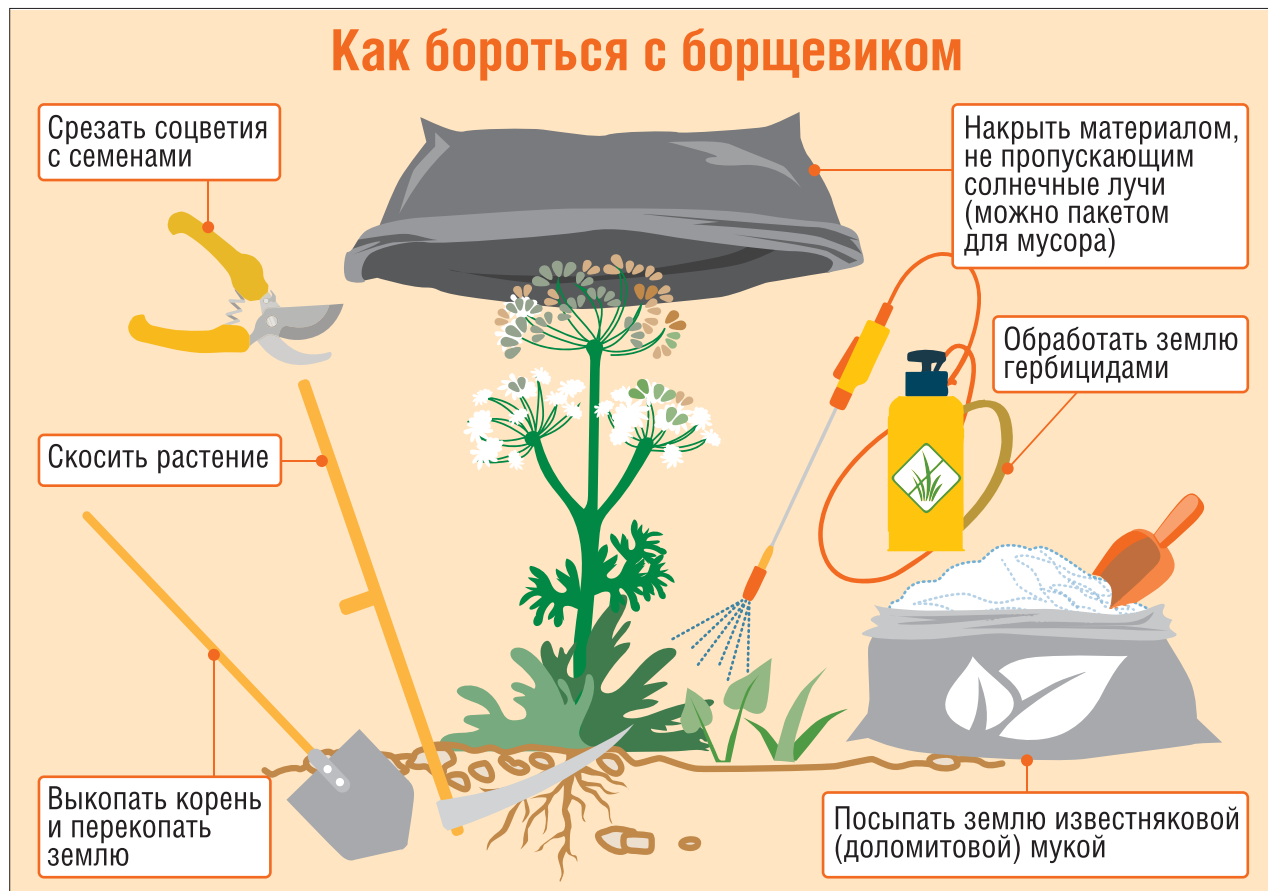 Как бороться с борщевиком
Срезать соцветия
с семенами
Накрыть материалом,
не пропускающим
солнечные лучи
(можно пакетом
для мусора)
Обработать землю
гербицидами
Скосить растение
Выкопать корень
и перекопать
землю
Посыпать землю известняковой
(доломитовой) мукой